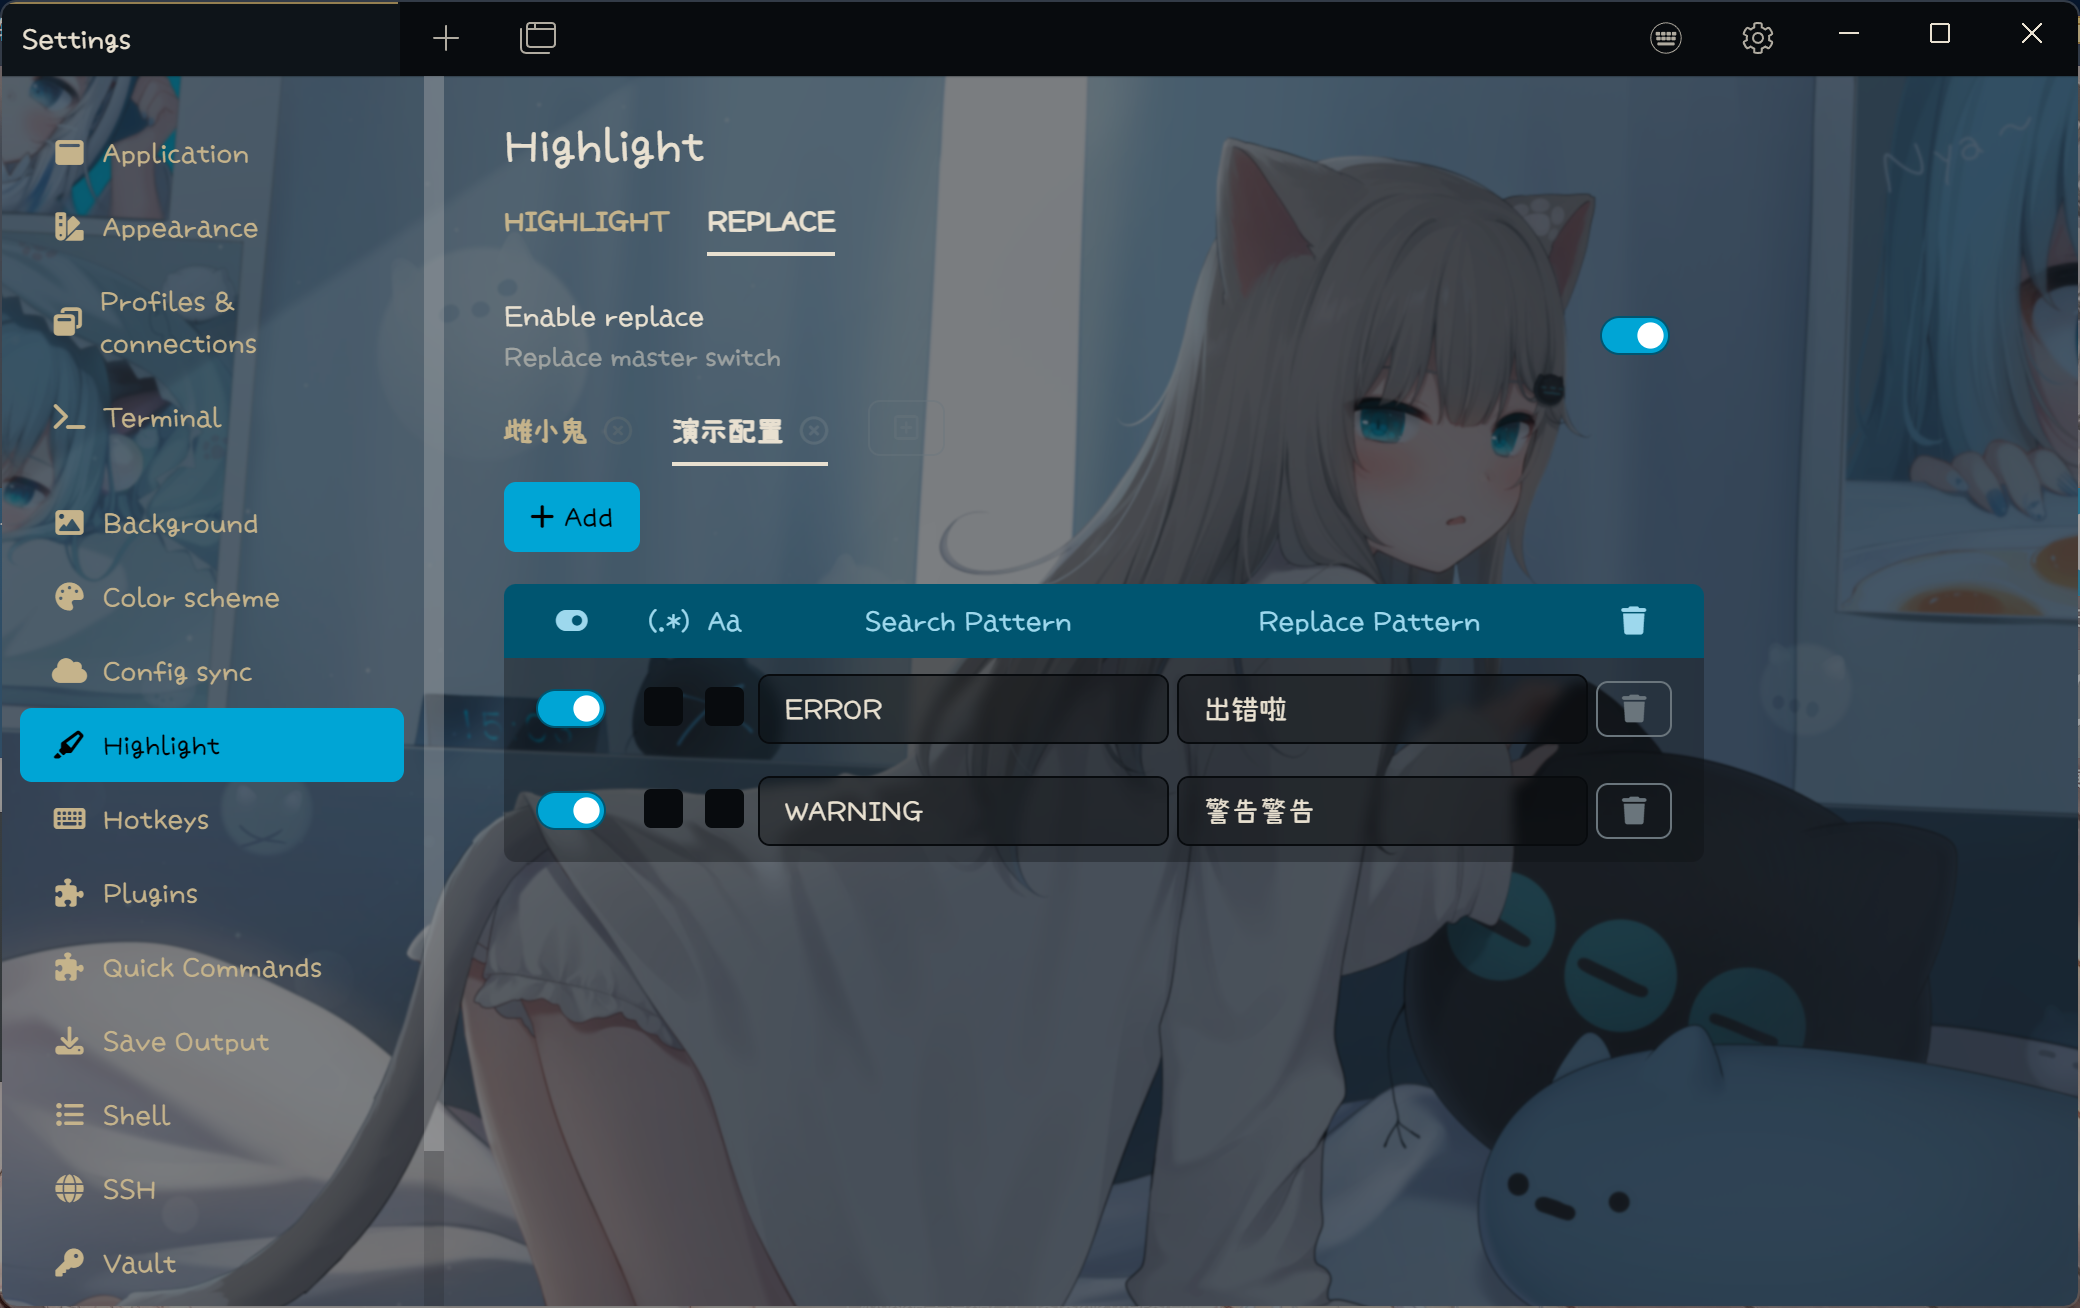 Settings
Application
Appearance
Profiles &
connections
Terminal
Background
Color scheme
Config sync
Highlight
Hotkeys
Plugins
Quick Commands
Save Output
Shell
SSH
Vault
Highlight
HIGHLIGHT REPLACE
Enable replace
Replace master switch
雌小鬼 演示配置
+ Add
(.*) Aa Search Pattern Replace Pattern
ERROR 出错啦
WARNING 警告警告
Nya ~